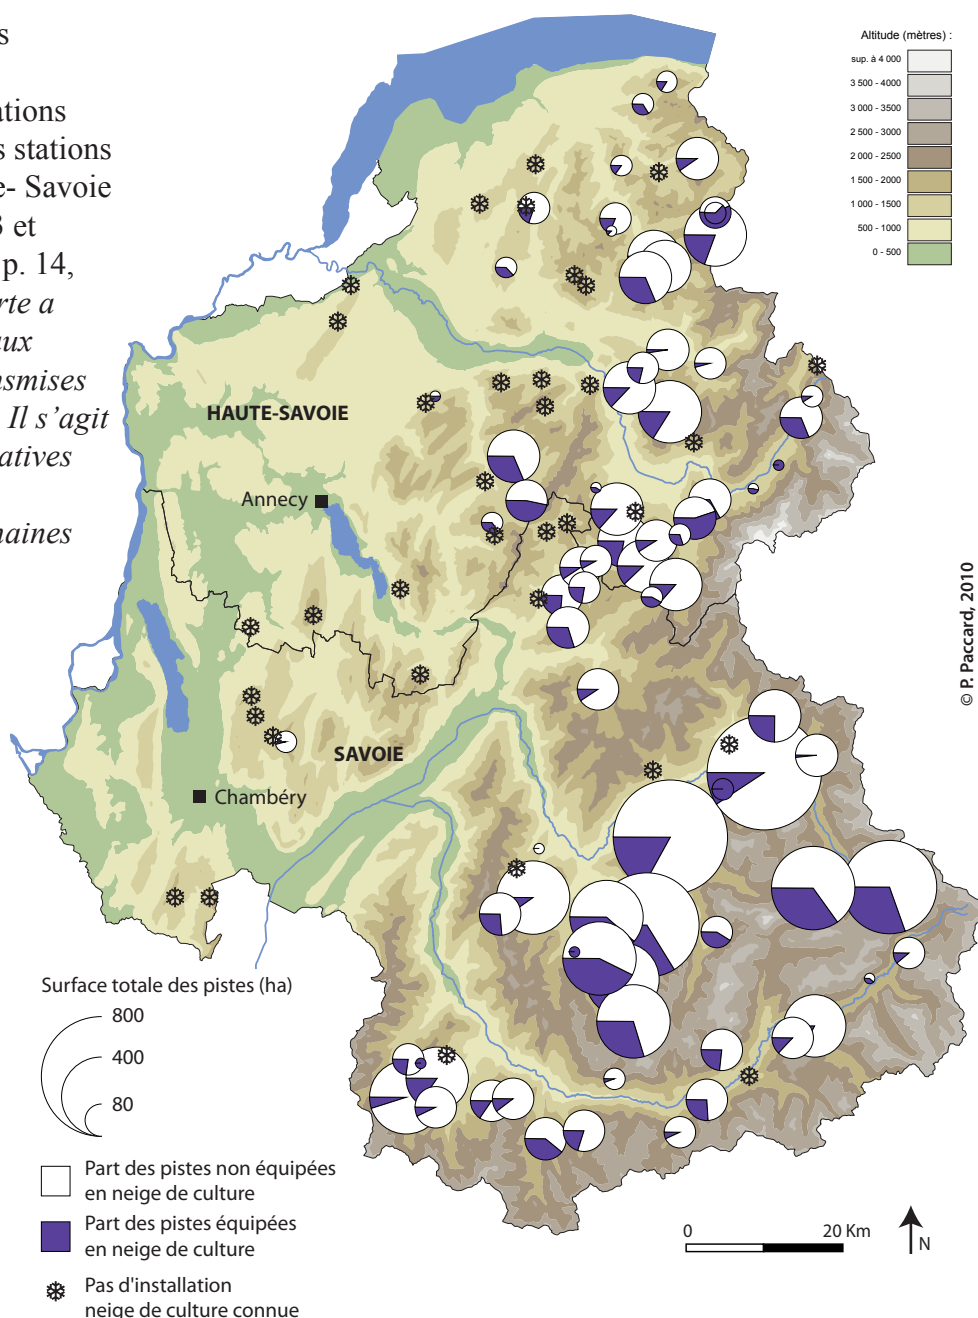 s
ations
s stations
e- Savoie
3 et
p. 14,
rte a
aux
nsmises
Il s’agit
atives
naines
Altitude (mètres) :
sup. à 4 000
3 500 - 4000
3 000 - 3500
2 500 - 3000
2 000 - 2500
1 500 - 2000
1 000 - 1500
500 - 1000
0 - 500
HAUTE-SAVOIE
Annecy
SAVOIE
Chambéry
© P. Paccard, 2010
Surface totale des pistes (ha)
800
400
80
Part des pistes non équipées
en neige de culture
Part des pistes équipées
en neige de culture
Pas d'installation
neige de culture connue
0 20 Km
N